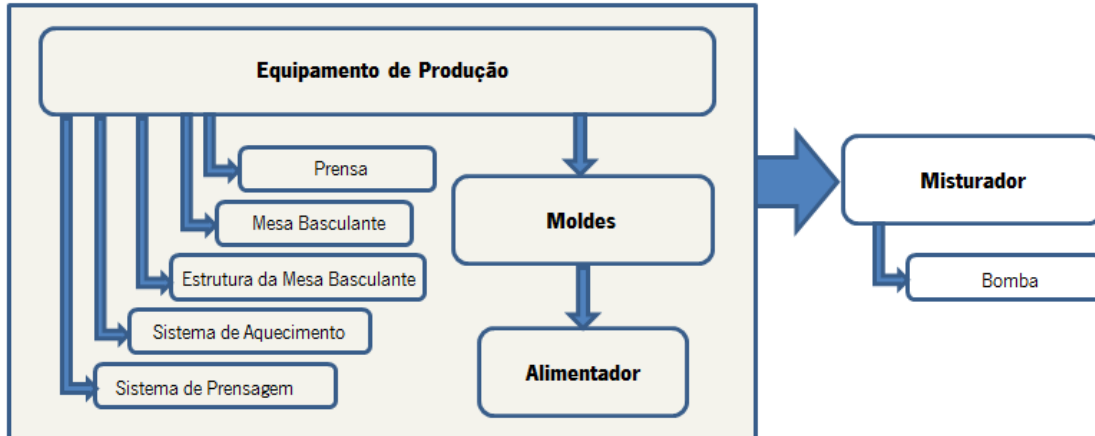 Equipamento de Produção
Prensa
Mesa Basculante
Estrutura da Mesa Basculante
Sistema de Aquecimento
Sistema de Prensagem
Moldes
Alimentador
Misturador
Bomba